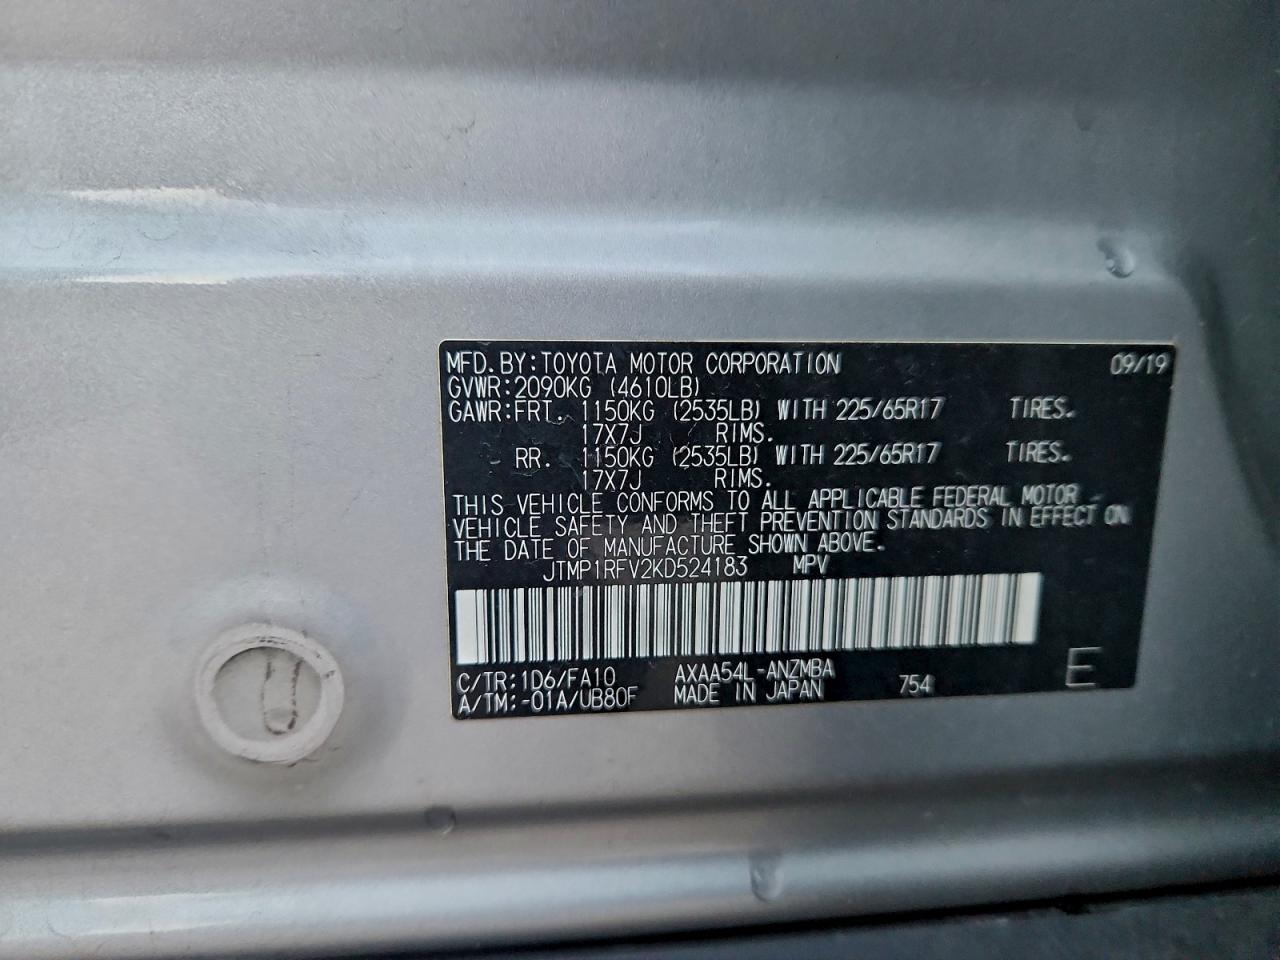 MFD. BY: TOYOTA MOTOR CORPORATION 09/19
GVWR: 2090KG (4610LB)
GAWR: FRT. 1150KG (2535LB) WITH 225/65R17 TIRES.
17X7J RIMS.
RR. 1150KG (2535LB) WITH 225/65R17 TIRES.
17X7J RIMS.
THIS VEHICLE CONFORMS TO ALL APPLICABLE FEDERAL MOTOR
VEHICLE SAFETY AND THEFT PREVENTION STANDARDS IN EFFECT ON
THE DATE OF MANUFACTURE SHOWN ABOVE.
JTMP1RFV2KD524183 MPV
C/TR: 1D6/FA10 AXAA54L-ANZMBA
A/TM: -01A/UB80F MADE IN JAPAN 754 E